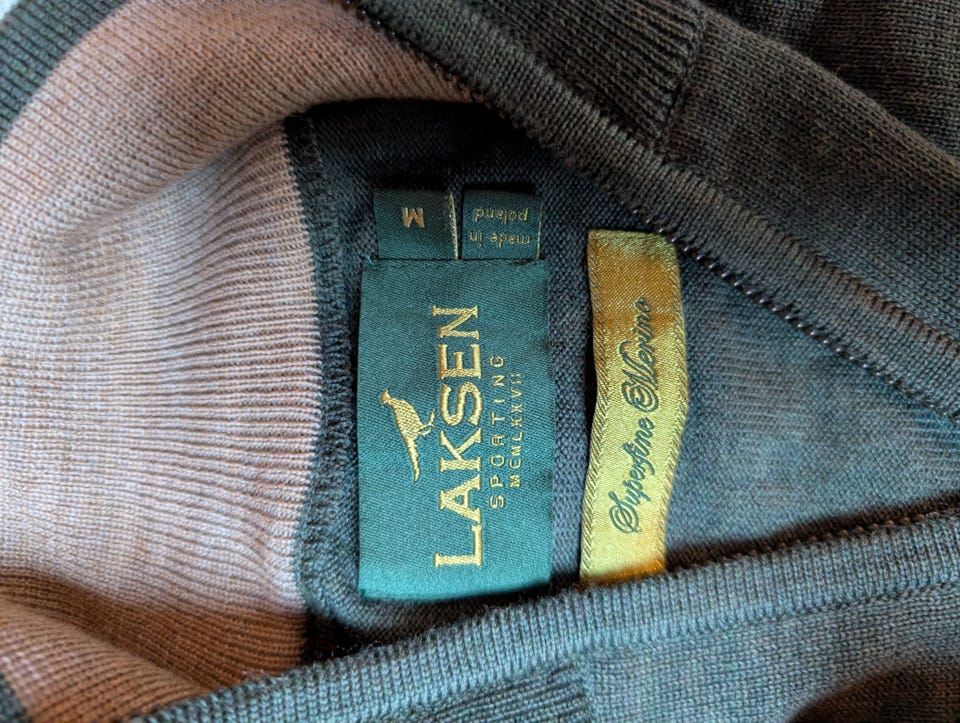 LAKSEN
SPORTING
MCMLXXVII
M
made in
poland
Superfine Merino